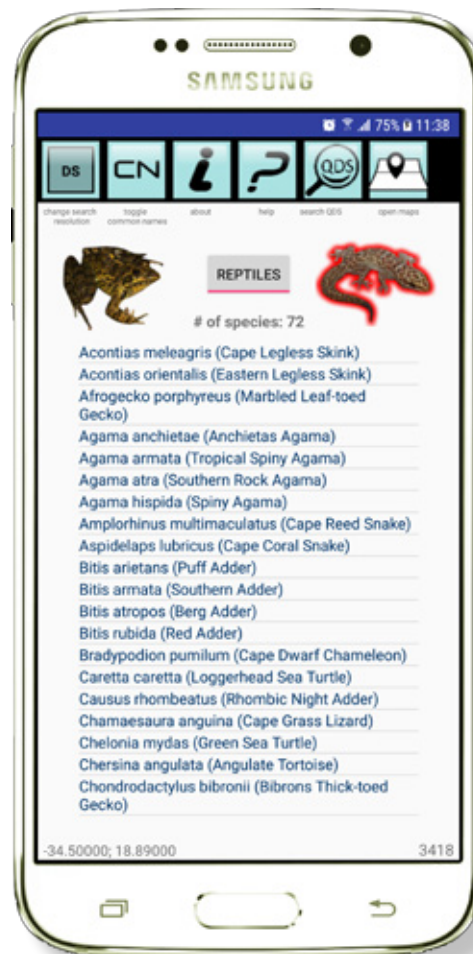 SAMSUNG
75% 11:38
DS CN i ? QDS
change search resolution
toggle common names
about
help
search QDS
open maps
REPTILES
# of species: 72
Acontias meleagris (Cape Legless Skink)
Acontias orientalis (Eastern Legless Skink)
Afrogecko porphyreus (Marbled Leaf-toed
Gecko)
Agama anchietae (Anchietas Agama)
Agama armata (Tropical Spiny Agama)
Agama atra (Southern Rock Agama)
Agama hispida (Spiny Agama)
Amplorhinus multimaculatus (Cape Reed Snake)
Aspidelaps lubricus (Cape Coral Snake)
Bitis arietans (Puff Adder)
Bitis armata (Southern Adder)
Bitis atropos (Berg Adder)
Bitis rubida (Red Adder)
Bradypodion pumilum (Cape Dwarf Chameleon)
Caretta caretta (Loggerhead Sea Turtle)
Causus rhombeatus (Rhombic Night Adder)
Chamaesaura anguina (Cape Grass Lizard)
Chelonia mydas (Green Sea Turtle)
Chersina angulata (Angulate Tortoise)
Chondrodactylus bibronii (Bibrons Thick-toed
Gecko)
-34.50000; 18.89000 3418